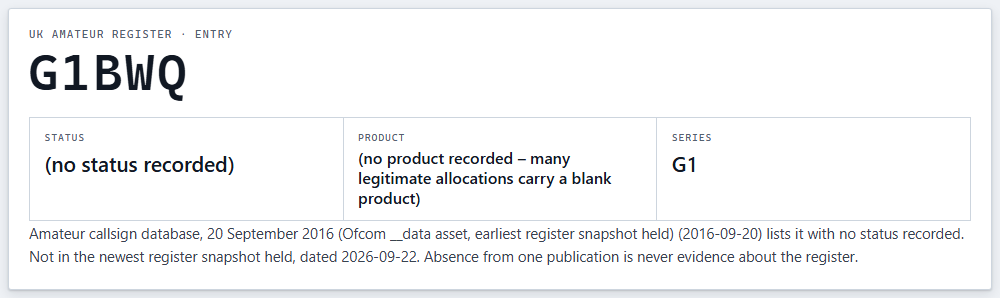 UK AMATEUR REGISTER · ENTRY
G1BWQ
STATUS
(no status recorded)
PRODUCT
(no product recorded – many
legitimate allocations carry a blank
product)
SERIES
G1
Amateur callsign database, 20 September 2016 (Ofcom __data asset, earliest register snapshot held) (2016-09-20) lists it with no status recorded.
Not in the newest register snapshot held, dated 2026-09-22. Absence from one publication is never evidence about the register.